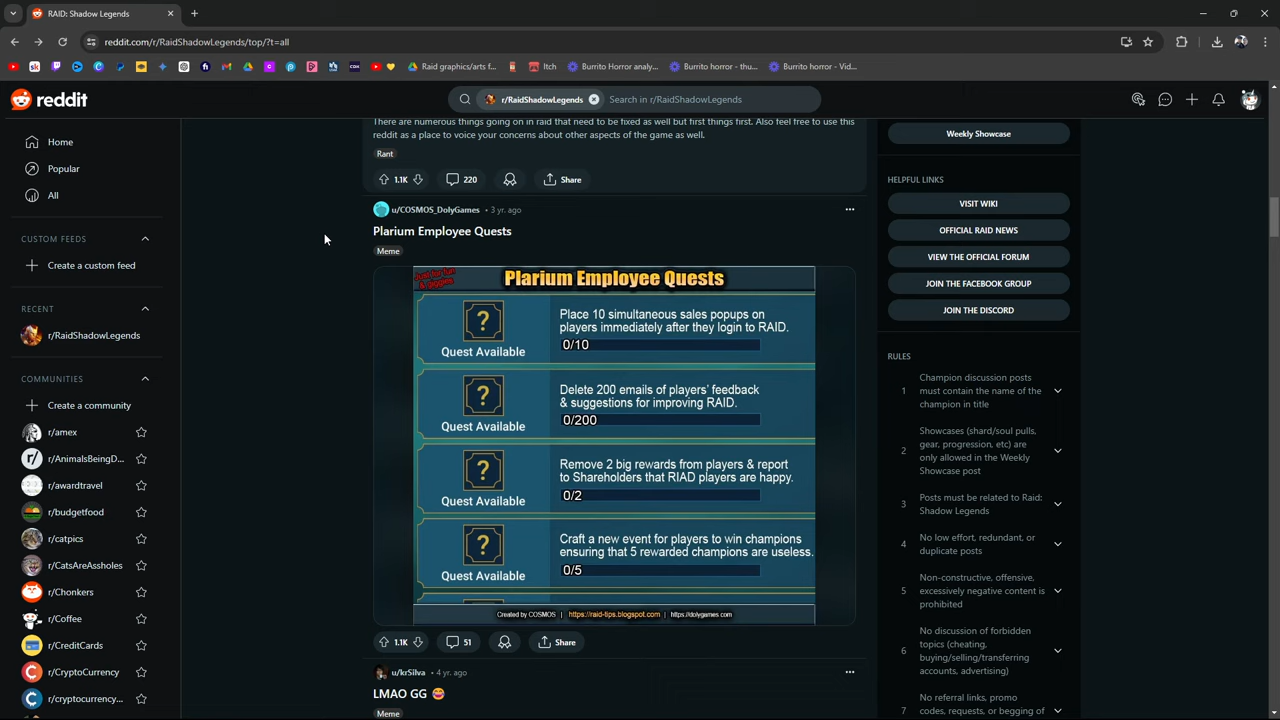 RAID: Shadow Legends
reddit.com/r/RaidShadowLegends/top/?t=all
Raid graphics/arts f...
Itch
Burrito Horror analy...
Burrito horror - thu...
Burrito horror - Vid...
reddit
r/RaidShadowLegends
Search in r/RaidShadowLegends
Home
Popular
All
CUSTOM FEEDS
Create a custom feed
RECENT
r/RaidShadowLegends
COMMUNITIES
Create a community
r/amex
r/AnimalsBeingD...
r/awardtravel
r/budgetfood
r/catpics
r/CatsAreAssholes
r/Chonkers
r/Coffee
r/CreditCards
r/CryptoCurrency
r/cryptocurrency...
There are numerous things going on in raid that need to be fixed as well but first things first. Also feel free to use this
reddit as a place to voice your concerns about other aspects of the game as well.
Rant
1.1K
220
Share
u/COSMOS_DolyGames • 3 yr. ago
Plarium Employee Quests
Meme
Just for fun
& giggles
Plarium Employee Quests
?
Quest Available
Place 10 simultaneous sales popups on
players immediately after they login to RAID.
0/10
?
Quest Available
Delete 200 emails of players' feedback
& suggestions for improving RAID.
0/200
?
Quest Available
Remove 2 big rewards from players & report
to Shareholders that RIAD players are happy.
0/2
?
Quest Available
Craft a new event for players to win champions
ensuring that 5 rewarded champions are useless.
0/5
Created by COSMOS | https://raid-tips.blogspot.com | https://dolygames.com
1.1K
51
Share
u/krSilva • 4 yr. ago
LMAO GG 😄
Meme
Weekly Showcase
HELPFUL LINKS
VISIT WIKI
OFFICIAL RAID NEWS
VIEW THE OFFICIAL FORUM
JOIN THE FACEBOOK GROUP
JOIN THE DISCORD
RULES
1
Champion discussion posts
must contain the name of the
champion in title
2
Showcases (shard/soul pulls,
gear, progression, etc) are
only allowed in the Weekly
Showcase post
3
Posts must be related to Raid:
Shadow Legends
4
No low effort, redundant, or
duplicate posts
5
Non-constructive, offensive,
excessively negative content is
prohibited
6
No discussion of forbidden
topics (cheating,
buying/selling/transferring
accounts, advertising)
7
No referral links, promo
codes, requests, or begging of